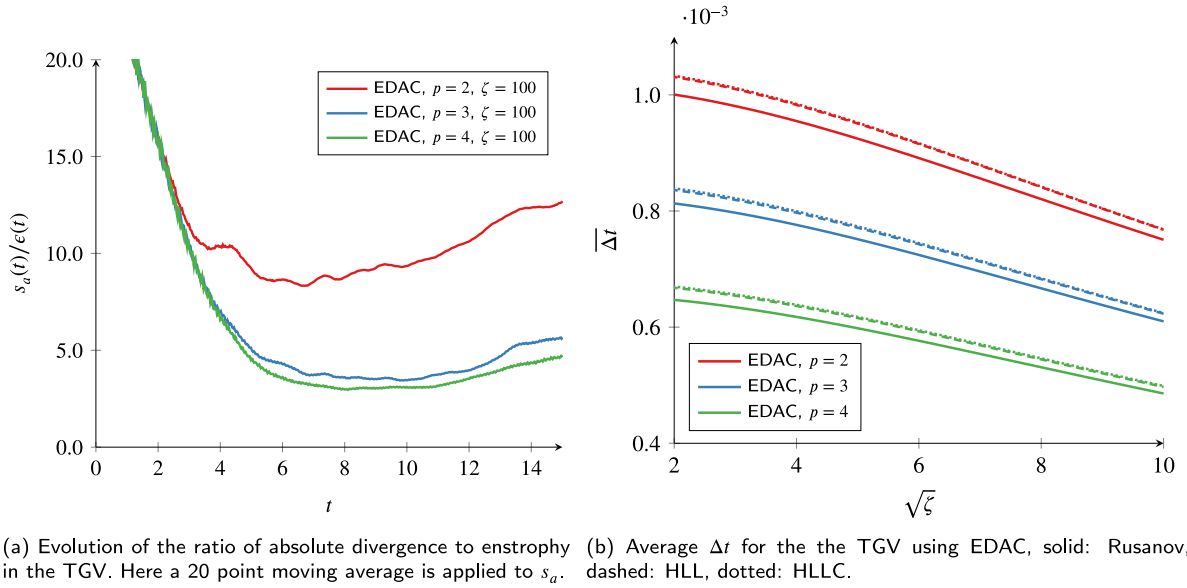 20.0
15.0
10.0
5.0
0.0
0 2 4 6 8 10 12 14
s_a(t)/ϵ(t)
t
EDAC, p = 2, ζ = 100
EDAC, p = 3, ζ = 100
EDAC, p = 4, ζ = 100
(a) Evolution of the ratio of absolute divergence to enstrophy
in the TGV. Here a 20 point moving average is applied to s_a.
·10⁻³
1.0
0.8
0.6
0.4
2 4 6 8 10
\overline{Δt}
√ζ
EDAC, p = 2
EDAC, p = 3
EDAC, p = 4
(b) Average Δt for the the TGV using EDAC, solid: Rusanov,
dashed: HLL, dotted: HLLC.